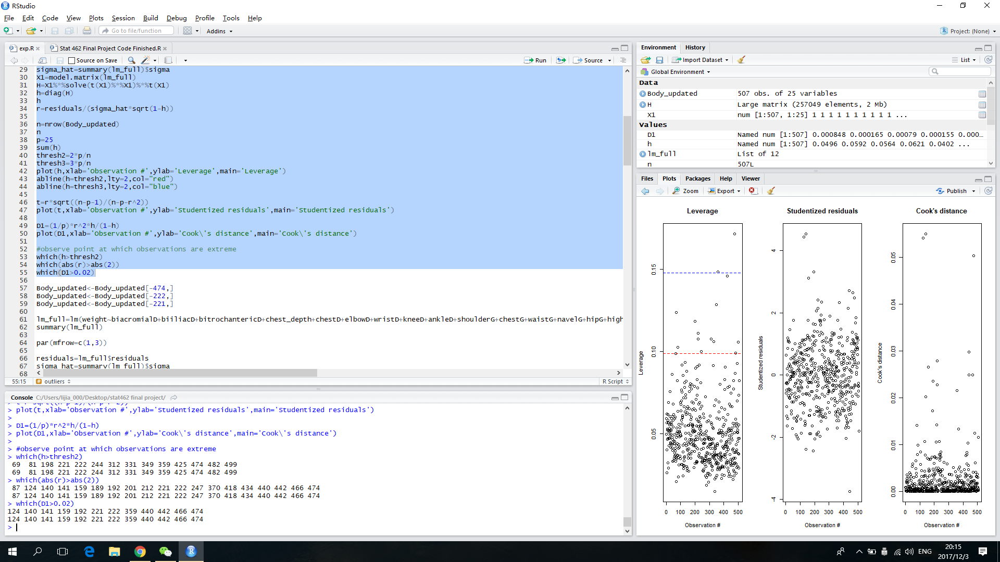 RStudio
File Edit Code View Plots Session Build Debug Profile Tools Help
Go to file/function Addins Project: (None)
exp.R Stat 462 Final Project Code Finished.R
Source on Save Run Source
29 sigma_hat=summary(lm_full)$sigma
30 X1=model.matrix(lm_full)
31 H=X1%*%solve(t(X1)%*%X1)%*%t(X1)
32 h=diag(H)
33 h
34 r=residuals/(sigma_hat*sqrt(1-h))
35
36 n=nrow(Body_updated)
37 n
38 p=25
39 sum(h)
40 thresh2=2*p/n
41 thresh3=3*p/n
42 plot(h,xlab='Observation #',ylab='Leverage',main='Leverage')
43 abline(h=thresh2,lty=2,col="red")
44 abline(h=thresh3,lty=2,col="blue")
45
46 t=r*sqrt((n-p-1)/(n-p-r^2))
47 plot(t,xlab='Observation #',ylab='Studentized residuals',main='Studentized residuals')
48
49 D1=(1/p)*r^2*h/(1-h)
50 plot(D1,xlab='Observation #',ylab='Cook\'s distance',main='Cook\'s distance')
51
52 #observe point at which observations are extreme
53 which(h>thresh2)
54 which(abs(r)>abs(2))
55 which(D1>0.02)
56
57 Body_updated<-Body_updated[-474,]
58 Body_updated<-Body_updated[-222,]
59 Body_updated<-Body_updated[-221,]
60
61 lm_full=lm(weight~biacromialD+biiliacD+bitrochantericD+chest_depth+chestD+elbowD+wristD+kneeD+ankleD+shoulderG+chestG+waistG+navelG+hipG+high
62 summary(lm_full)
63
64 par(mfrow=c(1,3))
65
66 residuals=lm_full$residuals
67 sigma_hat=summary(lm_full)$sigma
68
55:15 outliers R Script
Console C:/Users/lijia_000/Desktop/stat462 final project/
> t=r*sqrt((n-p-1)/(n-p-r^2))
> plot(t,xlab='Observation #',ylab='Studentized residuals',main='Studentized residuals')
>
> D1=(1/p)*r^2*h/(1-h)
> plot(D1,xlab='Observation #',ylab='Cook\'s distance',main='Cook\'s distance')
>
> #observe point at which observations are extreme
> which(h>thresh2)
69 81 198 221 222 244 312 331 349 359 425 474 482 499
69 81 198 221 222 244 312 331 349 359 425 474 482 499
> which(abs(r)>abs(2))
87 124 140 141 159 189 192 201 212 221 222 247 370 418 434 440 442 466 474
87 124 140 141 159 189 192 201 212 221 222 247 370 418 434 440 442 466 474
> which(D1>0.02)
124 140 141 159 192 221 222 359 440 442 466 474
124 140 141 159 192 221 222 359 440 442 466 474
>
Environment History
Import Dataset List
Global Environment
Data
Body_updated 507 obs. of 25 variables
H Large matrix (257049 elements, 2 Mb)
X1 num [1:507, 1:25] 1 1 1 1 1 1 1 1 1 1 ...
Values
D1 Named num [1:507] 0.000848 0.000165 0.00079 0.000155 0.000…
h Named num [1:507] 0.0496 0.0592 0.0564 0.0621 0.0402 ...
lm_full List of 12
n 507L
Files Plots Packages Help Viewer
Zoom Export Publish
Leverage
Leverage
0.15
0.10
0.05
0 100 200 300 400 500
Observation #
Studentized residuals
Studentized residuals
4
2
0
-2
-4
0 100 200 300 400 500
Observation #
Cook's distance
Cook's distance
0.05
0.04
0.03
0.02
0.01
0.00
0 100 200 300 400 500
Observation #
ENG
20:15
2017/12/3